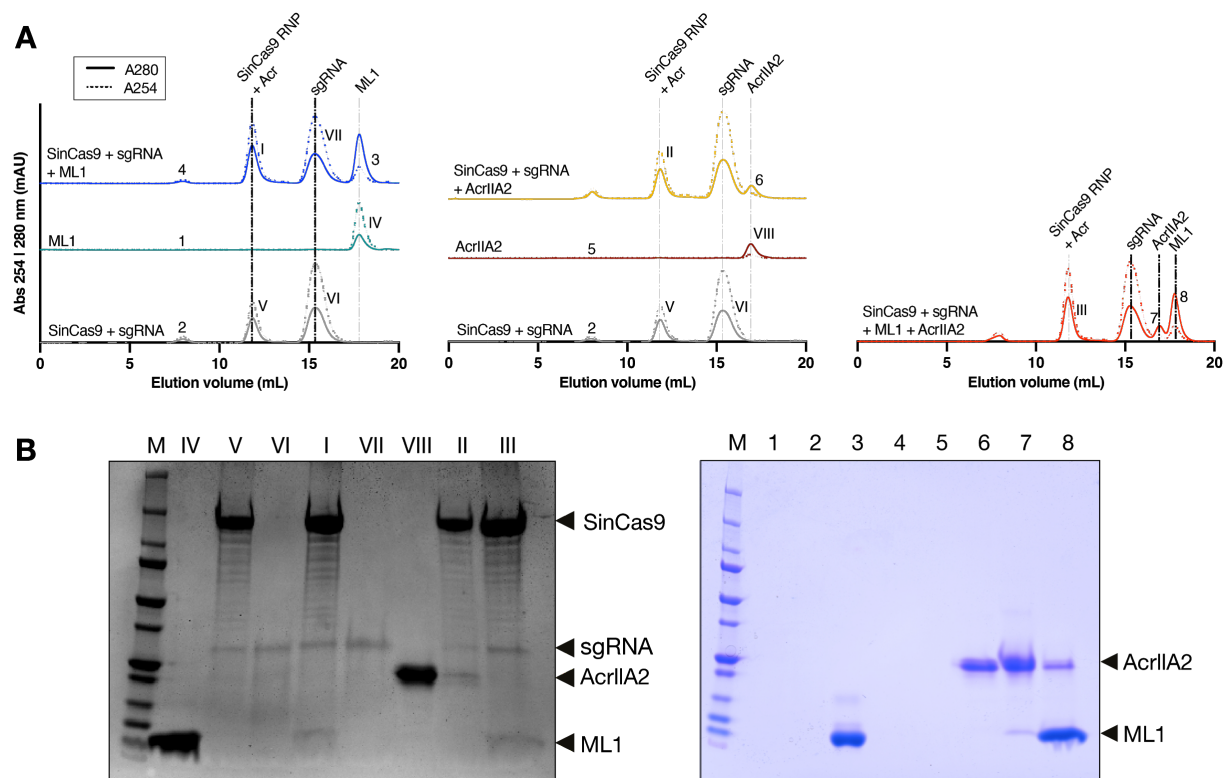 A
A280
A254
Abs 254 I 280 nm (mAU)
SinCas9 RNP
+ Acr
sgRNA
ML1
SinCas9 + sgRNA
+ ML1
4
I
VII
3
ML1
1
IV
SinCas9 + sgRNA
2
V
VI
0
5
10
15
20
Elution volume (mL)
SinCas9 RNP
+ Acr
sgRNA
AcrIIA2
SinCas9 + sgRNA
+ AcrIIA2
II
6
AcrIIA2
5
VIII
SinCas9 + sgRNA
2
V
VI
0
5
10
15
20
Elution volume (mL)
SinCas9 RNP
+ Acr
sgRNA
AcrIIA2
ML1
SinCas9 + sgRNA
+ ML1 + AcrIIA2
III
7
8
0
5
10
15
20
Elution volume (mL)
B
M IV V VI I VII VIII II III
SinCas9
sgRNA
AcrIIA2
ML1
M 1 2 3 4 5 6 7 8
AcrIIA2
ML1